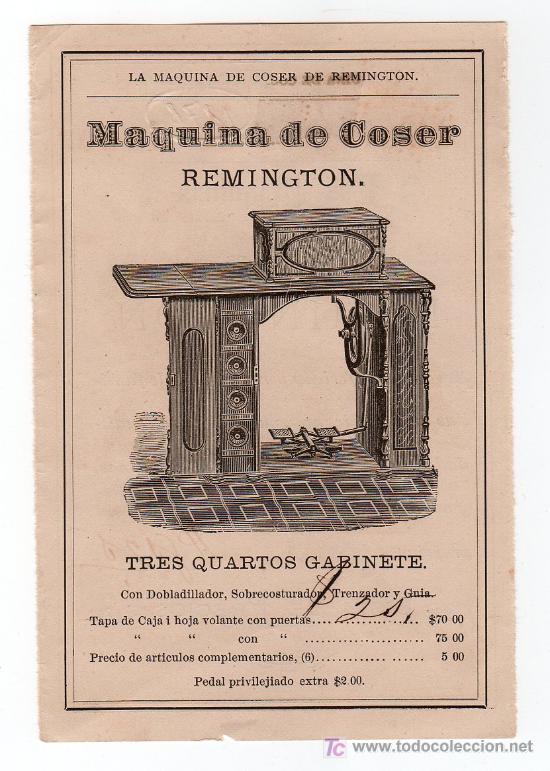 LA MAQUINA DE COSER DE REMINGTON.
Maquina de Coser
REMINGTON.
TRES QUARTOS GABINETE.
Con Dobladillador, Sobrecosturador, Trenzador y Guia.
Tapa de Caja i hoja volante con puertas.................. $70 00
“ “ con “ .................. 75 00
Precio de articulos complementarios, (6).................. 5 00
$ 25,
Pedal privilejiado extra $2.00.
TC www.todocoleccion.net